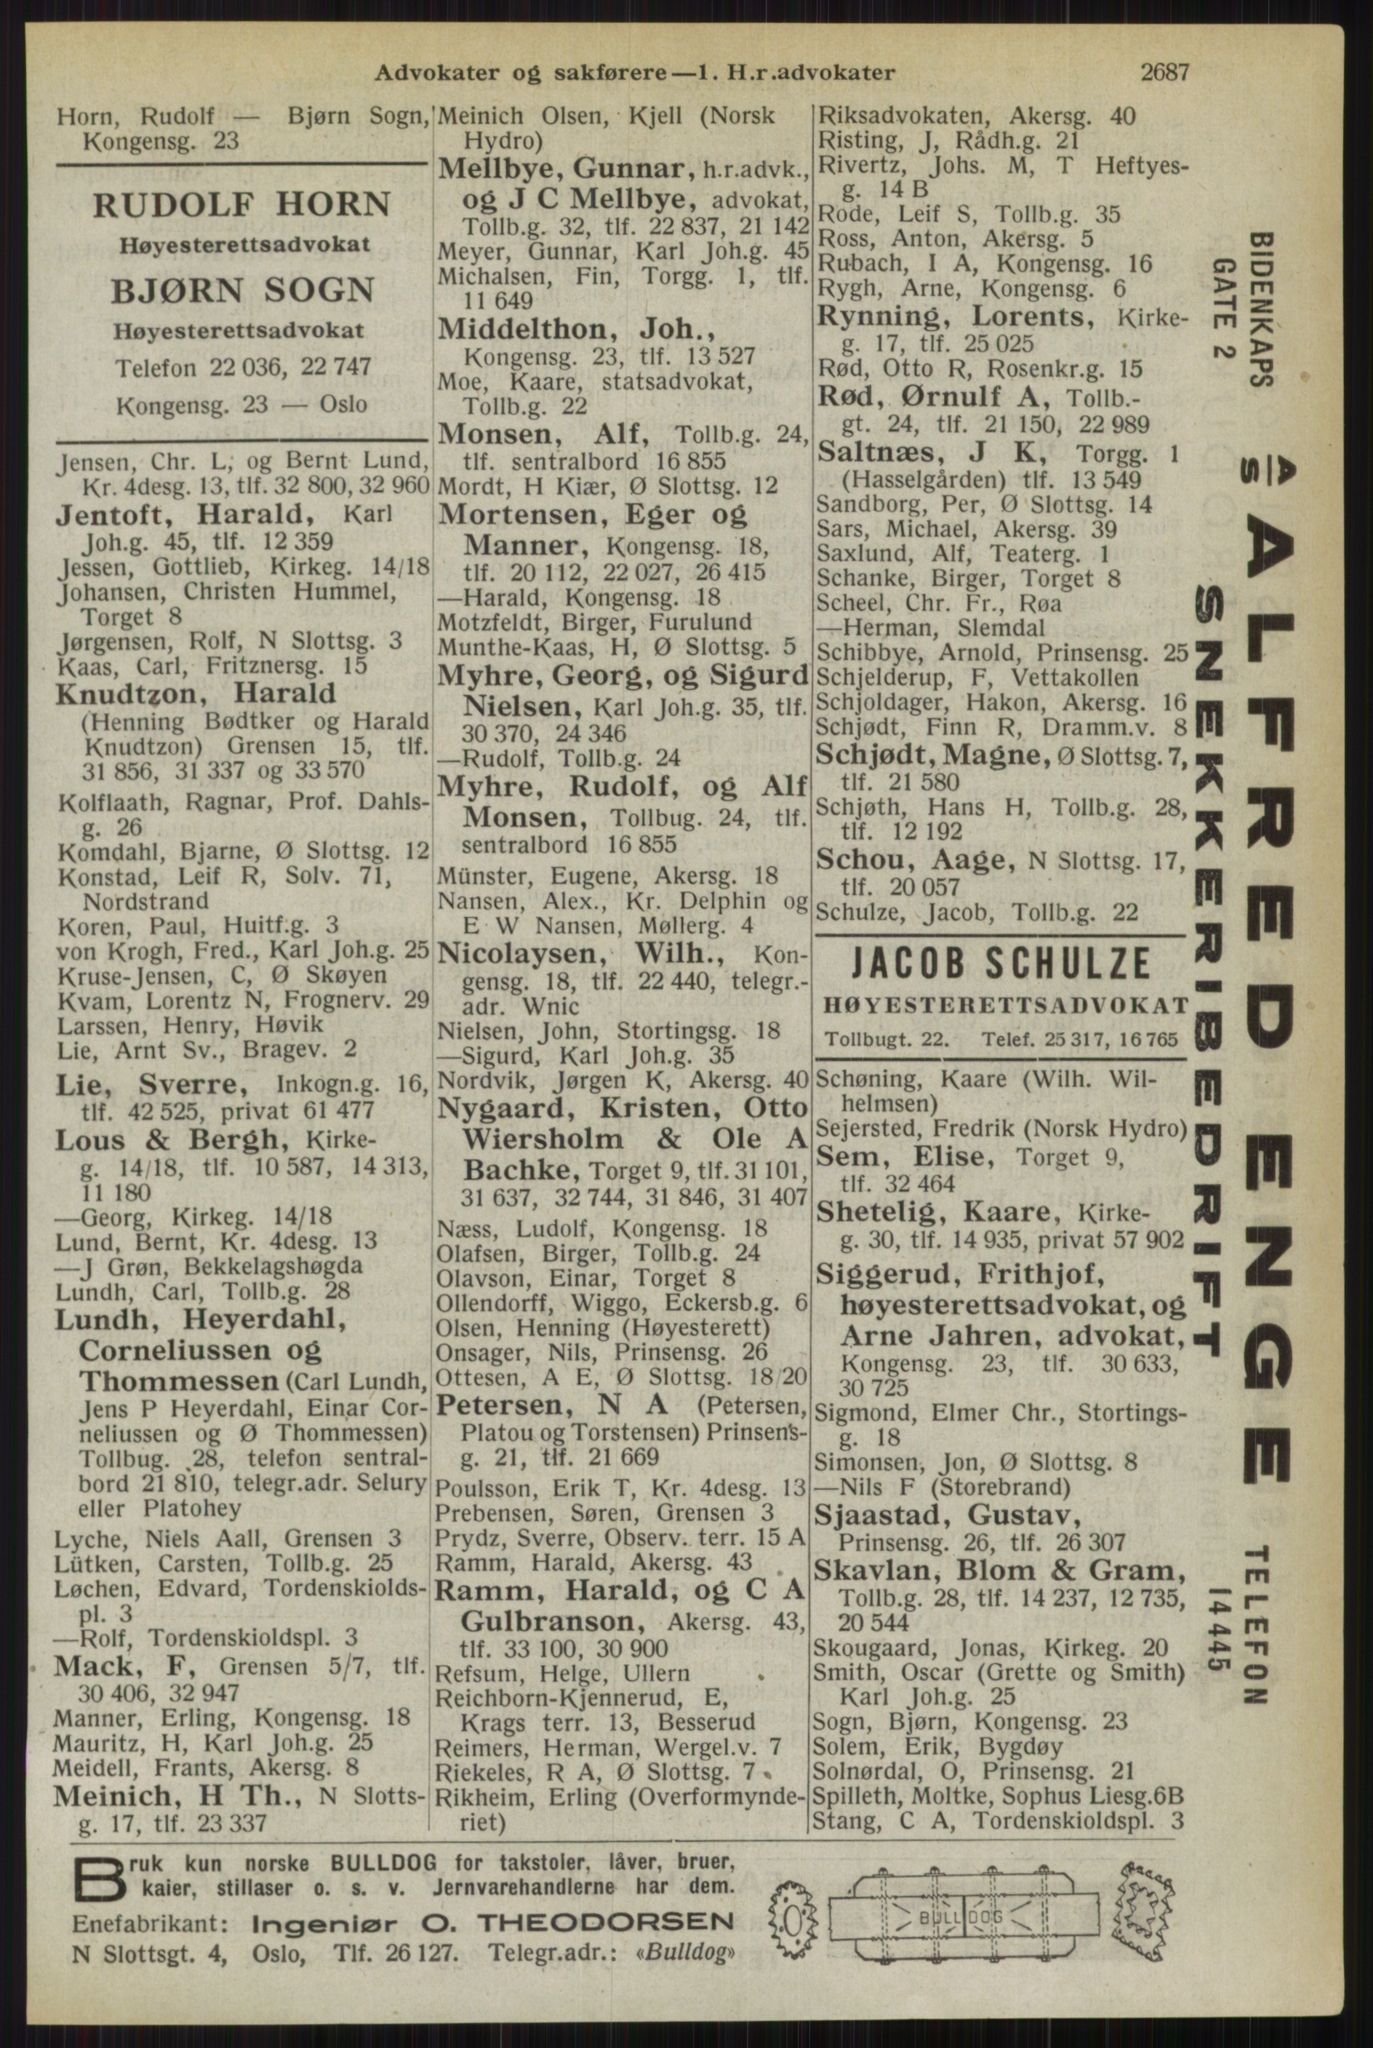 Advokater og sakførere—1. H.r.advokater
2687
Horn, Rudolf — Bjørn Sogn,
Kongensg. 23
RUDOLF HORN
Høyesterettsadvokat
BJØRN SOGN
Høyesterettsadvokat
Telefon 22 036, 22 747
Kongensg. 23 — Oslo
Jensen, Chr. L, og Bernt Lund,
Kr. 4desg. 13, tlf. 32 800, 32 960
Jentoft, Harald, Karl
Joh.g. 45, tlf. 12 359
Jessen, Gottlieb, Kirkeg. 14/18
Johansen, Christen Hummel,
Torget 8
Jørgensen, Rolf, N Slottsg. 3
Kaas, Carl, Fritznersg. 15
Knudtzon, Harald
(Henning Bødtker og Harald
Knudtzon) Grensen 15, tlf.
31 856, 31 337 og 33 570
Kolflaath, Ragnar, Prof. Dahls-
g. 26
Komdahl, Bjarne, Ø Slottsg. 12
Konstad, Leif R, Solv. 71,
Nordstrand
Koren, Paul, Huitf.g. 3
von Krogh, Fred., Karl Joh.g. 25
Kruse-Jensen, C, Ø Skøyen
Kvam, Lorentz N, Frognerv. 29
Larssen, Henry, Høvik
Lie, Arnt Sv., Bragev. 2
Lie, Sverre, Inkogn.g. 16,
tlf. 42 525, privat 61 477
Lous & Bergh, Kirke-
g. 14/18, tlf. 10 587, 14 313,
11 180
—Georg, Kirkeg. 14/18
Lund, Bernt, Kr. 4desg. 13
—J Grøn, Bekkelagshøgda
Lundh, Carl, Tollb.g. 28
Lundh, Heyerdahl,
Corneliussen og
Thommessen (Carl Lundh,
Jens P Heyerdahl, Einar Cor-
neliussen og Ø Thommessen)
Tollbug. 28, telefon sentral-
bord 21 810, telegr.adr. Selury
eller Platohey
Lyche, Niels Aall, Grensen 3
Lütken, Carsten, Tollb.g. 25
Løchen, Edvard, Tordenskiolds-
pl. 3
—Rolf, Tordenskioldspl. 3
Mack, F, Grensen 5/7, tlf.
30 406, 32 947
Manner, Erling, Kongensg. 18
Mauritz, H, Karl Joh.g. 25
Meidell, Frants, Akersg. 8
Meinich, H Th., N Slotts-
g. 17, tlf. 23 337
Meinich Olsen, Kjell (Norsk
Hydro)
Mellbye, Gunnar, h.r.advk.,
og J C Mellbye, advokat,
Tollb.g. 32, tlf. 22 837, 21 142
Meyer, Gunnar, Karl Joh.g. 45
Michalsen, Fin, Torgg. 1, tlf.
11 649
Middelthon, Joh.,
Kongensg. 23, tlf. 13 527
Moe, Kaare, statsadvokat,
Tollb.g. 22
Monsen, Alf, Tollb.g. 24,
tlf. sentralbord 16 855
Mordt, H Kiær, Ø Slottsg. 12
Mortensen, Eger og
Manner, Kongensg. 18,
tlf. 20 112, 22 027, 26 415
—Harald, Kongensg. 18
Motzfeldt, Birger, Furulund
Munthe-Kaas, H, Ø Slottsg. 5
Myhre, Georg, og Sigurd
Nielsen, Karl Joh.g. 35, tlf.
30 370, 24 346
—Rudolf, Tollb.g. 24
Myhre, Rudolf, og Alf
Monsen, Tollbug. 24, tlf.
sentralbord 16 855
Münster, Eugene, Akersg. 18
Nansen, Alex., Kr. Delphin og
E W Nansen, Møllerg. 4
Nicolaysen, Wilh., Kon-
gensg. 18, tlf. 22 440, telegr.-
adr. Wnic
Nielsen, John, Stortingsg. 18
—Sigurd, Karl Joh.g. 35
Nordvik, Jørgen K, Akersg. 40
Nygaard, Kristen, Otto
Wiersholm & Ole A
Bachke, Torget 9, tlf. 31 101,
31 637, 32 744, 31 846, 31 407
Næss, Ludolf, Kongensg. 18
Olafsen, Birger, Tollb.g. 24
Olavson, Einar, Torget 8
Ollendorff, Wiggo, Eckersb.g. 6
Olsen, Henning (Høyesterett)
Onsager, Nils, Prinsensg. 26
Ottesen, A E, Ø Slottsg. 18/20
Petersen, N A (Petersen,
Platou og Torstensen) Prinsens-
g. 21, tlf. 21 669
Poulsson, Erik T, Kr. 4desg. 13
Prebensen, Søren, Grensen 3
Prydz, Sverre, Observ. terr. 15 A
Ramm, Harald, Akersg. 43
Ramm, Harald, og C A
Gulbranson, Akersg. 43,
tlf. 33 100, 30 900
Refsum, Helge, Ullern
Reichborn-Kjennerud, E,
Krags terr. 13, Besserud
Reimers, Herman, Wergel.v. 7
Riekeles, R A, Ø Slottsg. 7
Rikheim, Erling (Overformynde-
riet)
Riksadvokaten, Akersg. 40
Risting, J, Rådh.g. 21
Rivertz, Johs. M, T Heftyes-
g. 14 B
Rode, Leif S, Tollb.g. 35
Ross, Anton, Akersg. 5
Rubach, I A, Kongensg. 16
Rygh, Arne, Kongensg. 6
Rynning, Lorents, Kirke-
g. 17, tlf. 25 025
Rød, Otto R, Rosenkr.g. 15
Rød, Ørnulf A, Tollb.-
gt. 24, tlf. 21 150, 22 989
Saltnæs, J K, Torgg. 1
(Hasselgården) tlf. 13 549
Sandborg, Per, Ø Slottsg. 14
Sars, Michael, Akersg. 39
Saxlund, Alf, Teaterg. 1
Schanke, Birger, Torget 8
Scheel, Chr. Fr., Røa
—Herman, Slemdal
Schibbye, Arnold, Prinsensg. 25
Schjelderup, F, Vettakollen
Schjoldager, Hakon, Akersg. 16
Schjødt, Finn R, Dramm.v. 8
Schjødt, Magne, Ø Slottsg. 7,
tlf. 21 580
Schjøth, Hans H, Tollb.g. 28,
tlf. 12 192
Schou, Aage, N Slottsg. 17,
tlf. 20 057
Schulze, Jacob, Tollb.g. 22
JACOB SCHULZE
HØYESTERETTSADVOKAT
Tollbugt. 22. Telef. 25 317, 16 765
Schøning, Kaare (Wilh. Wil-
helmsen)
Sejersted, Fredrik (Norsk Hydro)
Sem, Elise, Torget 9,
tlf. 32 464
Shetelig, Kaare, Kirke-
g. 30, tlf. 14 935, privat 57 902
Siggerud, Frithjof,
høyesterettsadvokat, og
Arne Jahren, advokat,
Kongensg. 23, tlf. 30 633,
30 725
Sigmond, Elmer Chr., Stortings-
g. 18
Simonsen, Jon, Ø Slottsg. 8
—Nils F (Storebrand)
Sjaastad, Gustav,
Prinsensg. 26, tlf. 26 307
Skavlan, Blom & Gram,
Tollb.g. 28, tlf. 14 237, 12 735,
20 544
Skougaard, Jonas, Kirkeg. 20
Smith, Oscar (Grette og Smith)
Karl Joh.g. 25
Sogn, Bjørn, Kongensg. 23
Solem, Erik, Bygdøy
Solnørdal, O, Prinsensg. 21
Spilleth, Moltke, Sophus Liesg.6B
Stang, C A, Tordenskioldspl. 3
BIDENKAPS
GATE 2
A/S ALFRED ENGE
SNEKKERIBEDRIFT
TELEFON
14445
Bruk kun norske BULLDOG for takstoler, låver, bruer,
kaier, stillaser o. s. v. Jernvarehandlerne har dem.
Enefabrikant: Ingeniør O. THEODORSEN
N Slottsgt. 4, Oslo, Tlf. 26 127. Telegr.adr.: «Bulldog»
BULLDOG